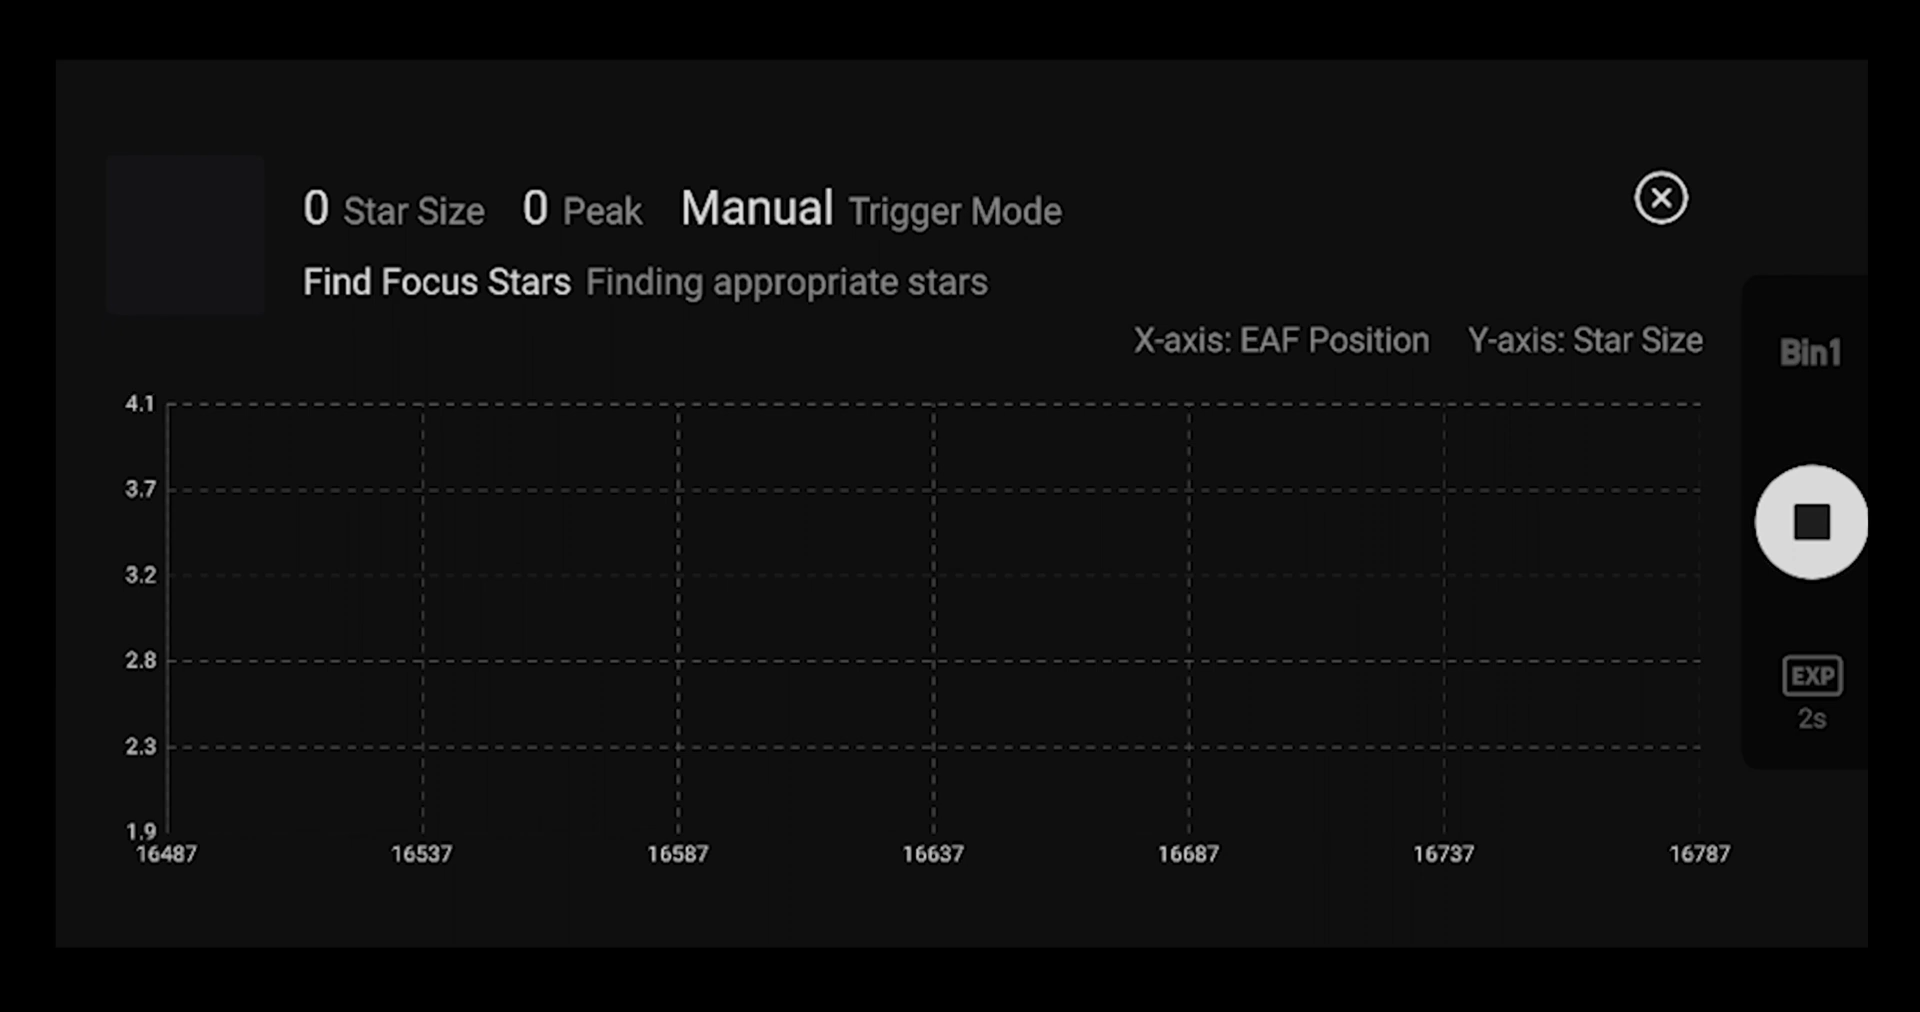 0 Star Size 0 Peak Manual Trigger Mode
Find Focus Stars Finding appropriate stars
X-axis: EAF Position Y-axis: Star Size
Bin1
4.1
3.7
3.2
2.8
2.3
1.9
16487 16537 16587 16637 16687 16737 16787
EXP
2s